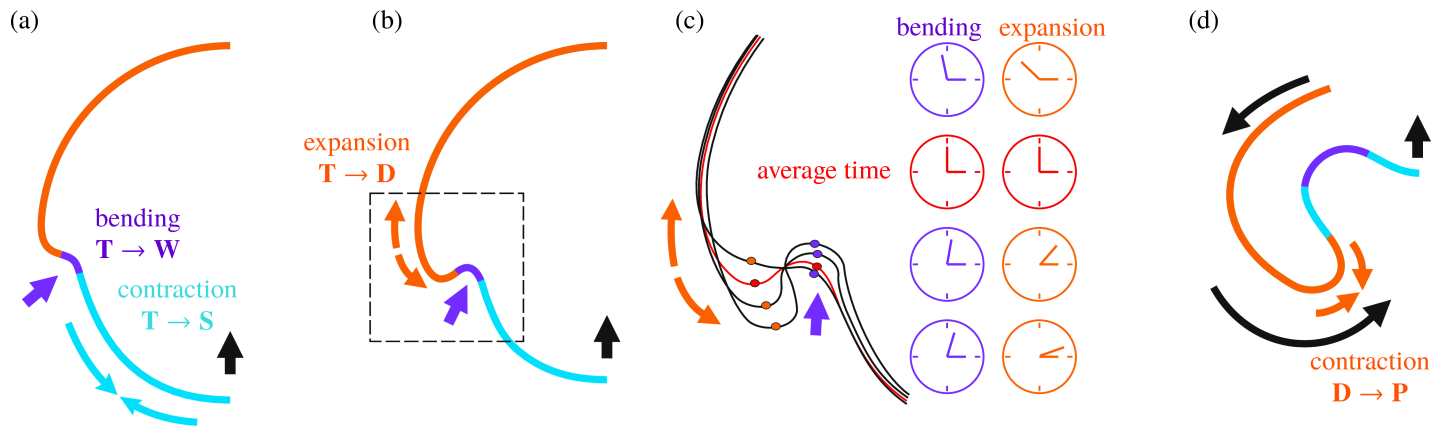 (a)
bending
T → W
contraction
T → S
(b)
expansion
T → D
(c)
bending
expansion
average time
(d)
contraction
D → P